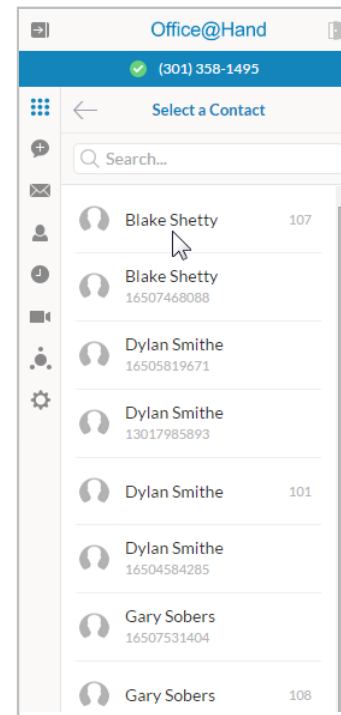 Office@Hand
(301) 358-1495
Select a Contact
Search...
Blake Shetty 107
Blake Shetty
16507468088
Dylan Smithe
16505819671
Dylan Smithe
13017985893
Dylan Smithe 101
Dylan Smithe
16504584285
Gary Sobers
16507531404
Gary Sobers 108